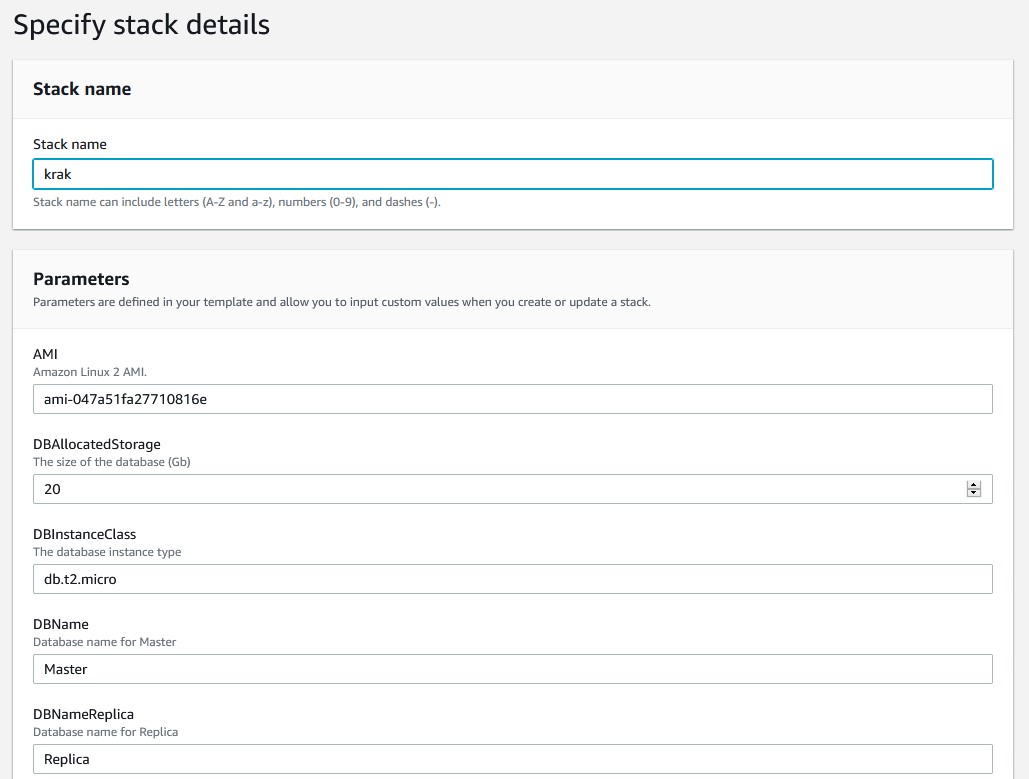 Specify stack details
Stack name
Stack name
krak
Stack name can include letters (A-Z and a-z), numbers (0-9), and dashes (-).
Parameters
Parameters are defined in your template and allow you to input custom values when you create or update a stack.
AMI
Amazon Linux 2 AMI.
ami-047a51fa27710816e
DBAllocatedStorage
The size of the database (Gb)
20
DBInstanceClass
The database instance type
db.t2.micro
DBName
Database name for Master
Master
DBNameReplica
Database name for Replica
Replica